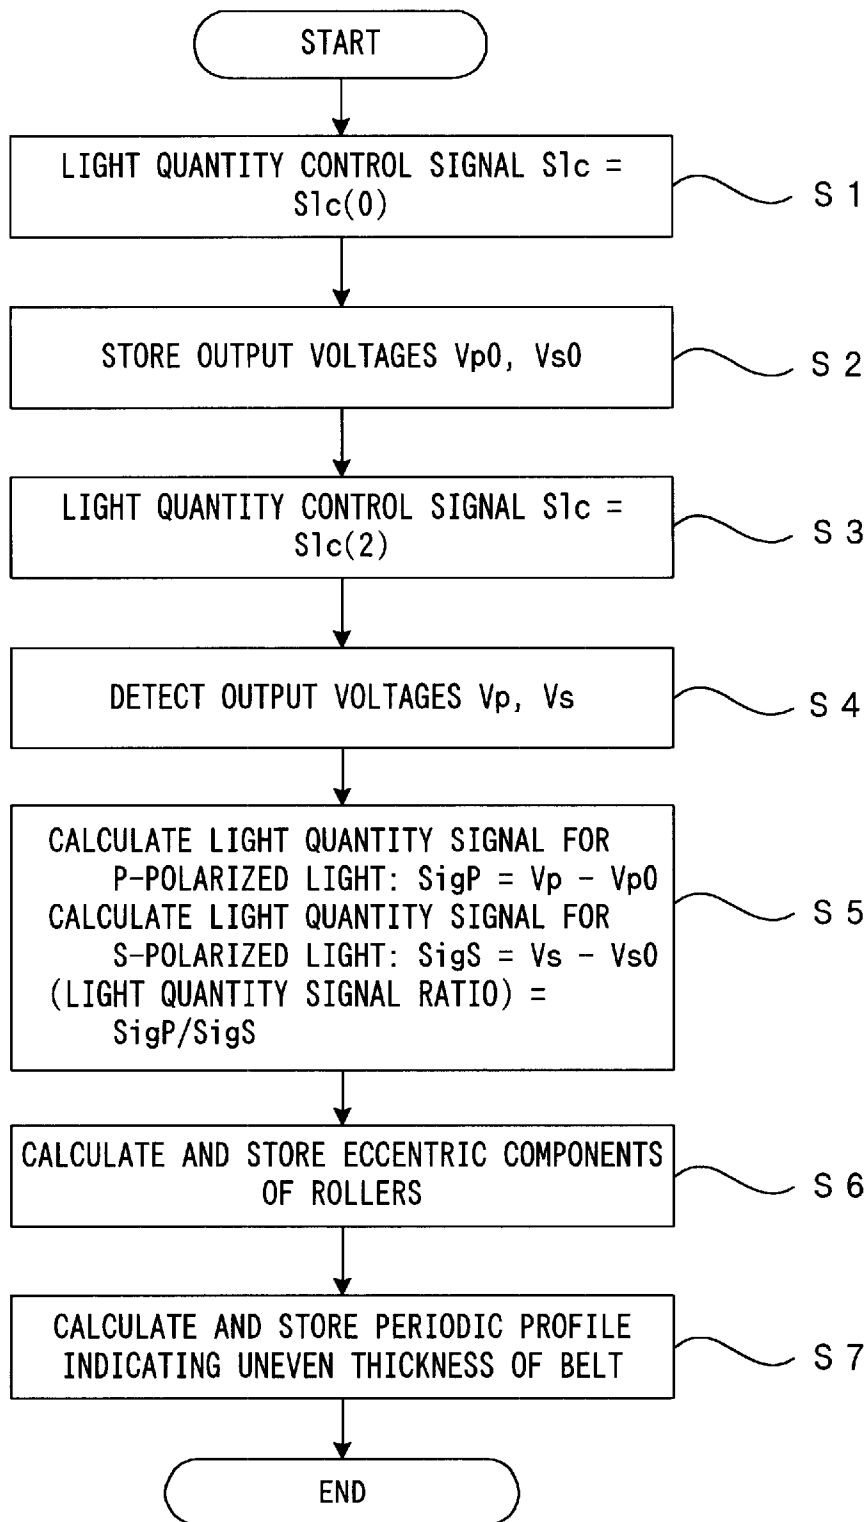 START
LIGHT QUANTITY CONTROL SIGNAL Slc =
Slc(0)
S 1
STORE OUTPUT VOLTAGES Vp0, Vs0
S 2
LIGHT QUANTITY CONTROL SIGNAL Slc =
Slc(2)
S 3
DETECT OUTPUT VOLTAGES Vp, Vs
S 4
CALCULATE LIGHT QUANTITY SIGNAL FOR
P-POLARIZED LIGHT: SigP = Vp - Vp0
CALCULATE LIGHT QUANTITY SIGNAL FOR
S-POLARIZED LIGHT: SigS = Vs - Vs0
(LIGHT QUANTITY SIGNAL RATIO) =
SigP/SigS
S 5
CALCULATE AND STORE ECCENTRIC COMPONENTS
OF ROLLERS
S 6
CALCULATE AND STORE PERIODIC PROFILE
INDICATING UNEVEN THICKNESS OF BELT
S 7
END